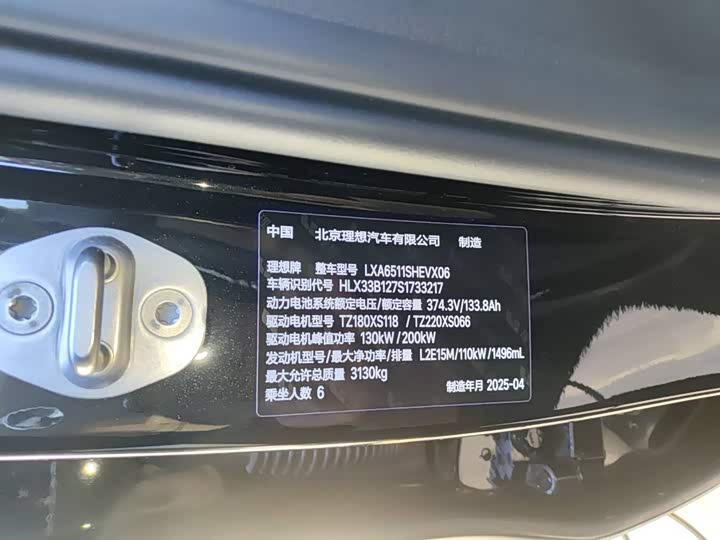 中国 北京理想汽车有限公司 制造
理想牌 整车型号 LXA6511SHEVX06
车辆识别代号 HLX33B127S1733217
动力电池系统额定电压/额定容量 374.3V/133.8Ah
驱动电机型号 TZ180XS118 / TZ220XS066
驱动电机峰值功率 130kW / 200kW
发动机型号/最大净功率/排量 L2E15M/110kW/1496mL
最大允许总质量 3130kg
制造年月 2025-04
乘坐人数 6